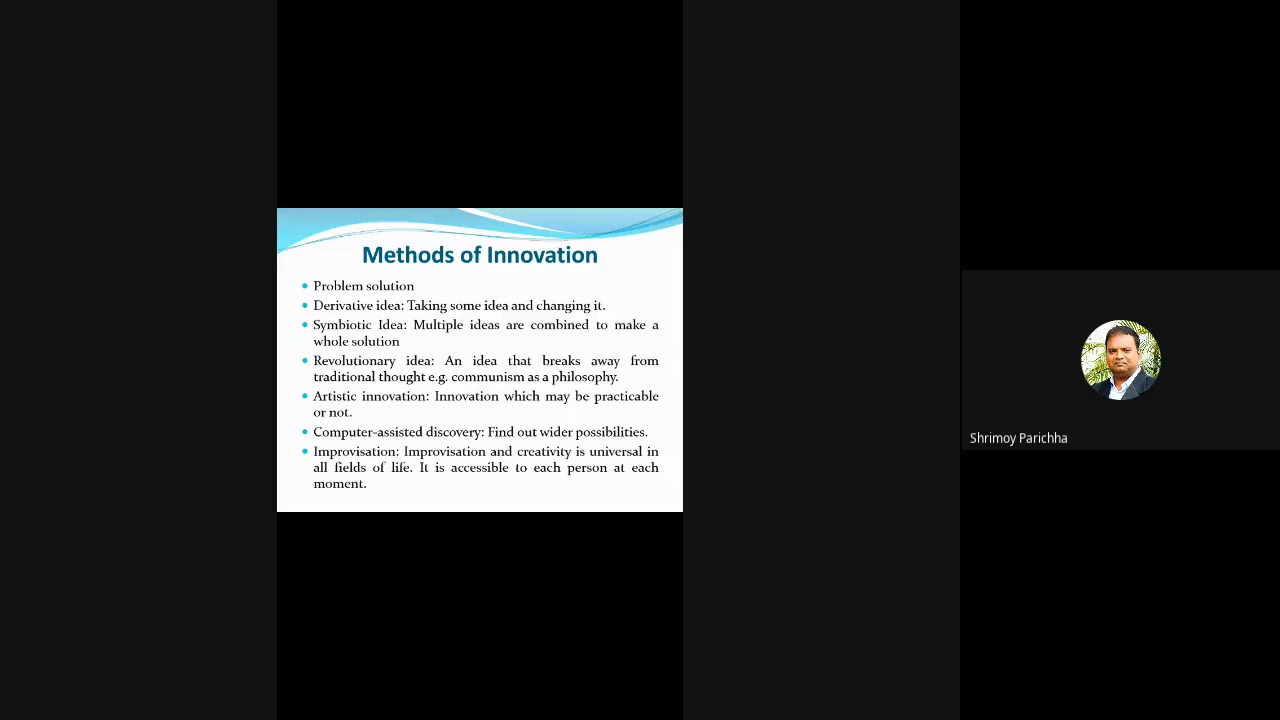 Methods of Innovation
• Problem solution
• Derivative idea: Taking some idea and changing it.
• Symbiotic Idea: Multiple ideas are combined to make a
whole solution
• Revolutionary idea: An idea that breaks away from
traditional thought e.g. communism as a philosophy.
• Artistic innovation: Innovation which may be practicable
or not.
• Computer-assisted discovery: Find out wider possibilities.
• Improvisation: Improvisation and creativity is universal in
all fields of life. It is accessible to each person at each
moment.
Shrimoy Parichha